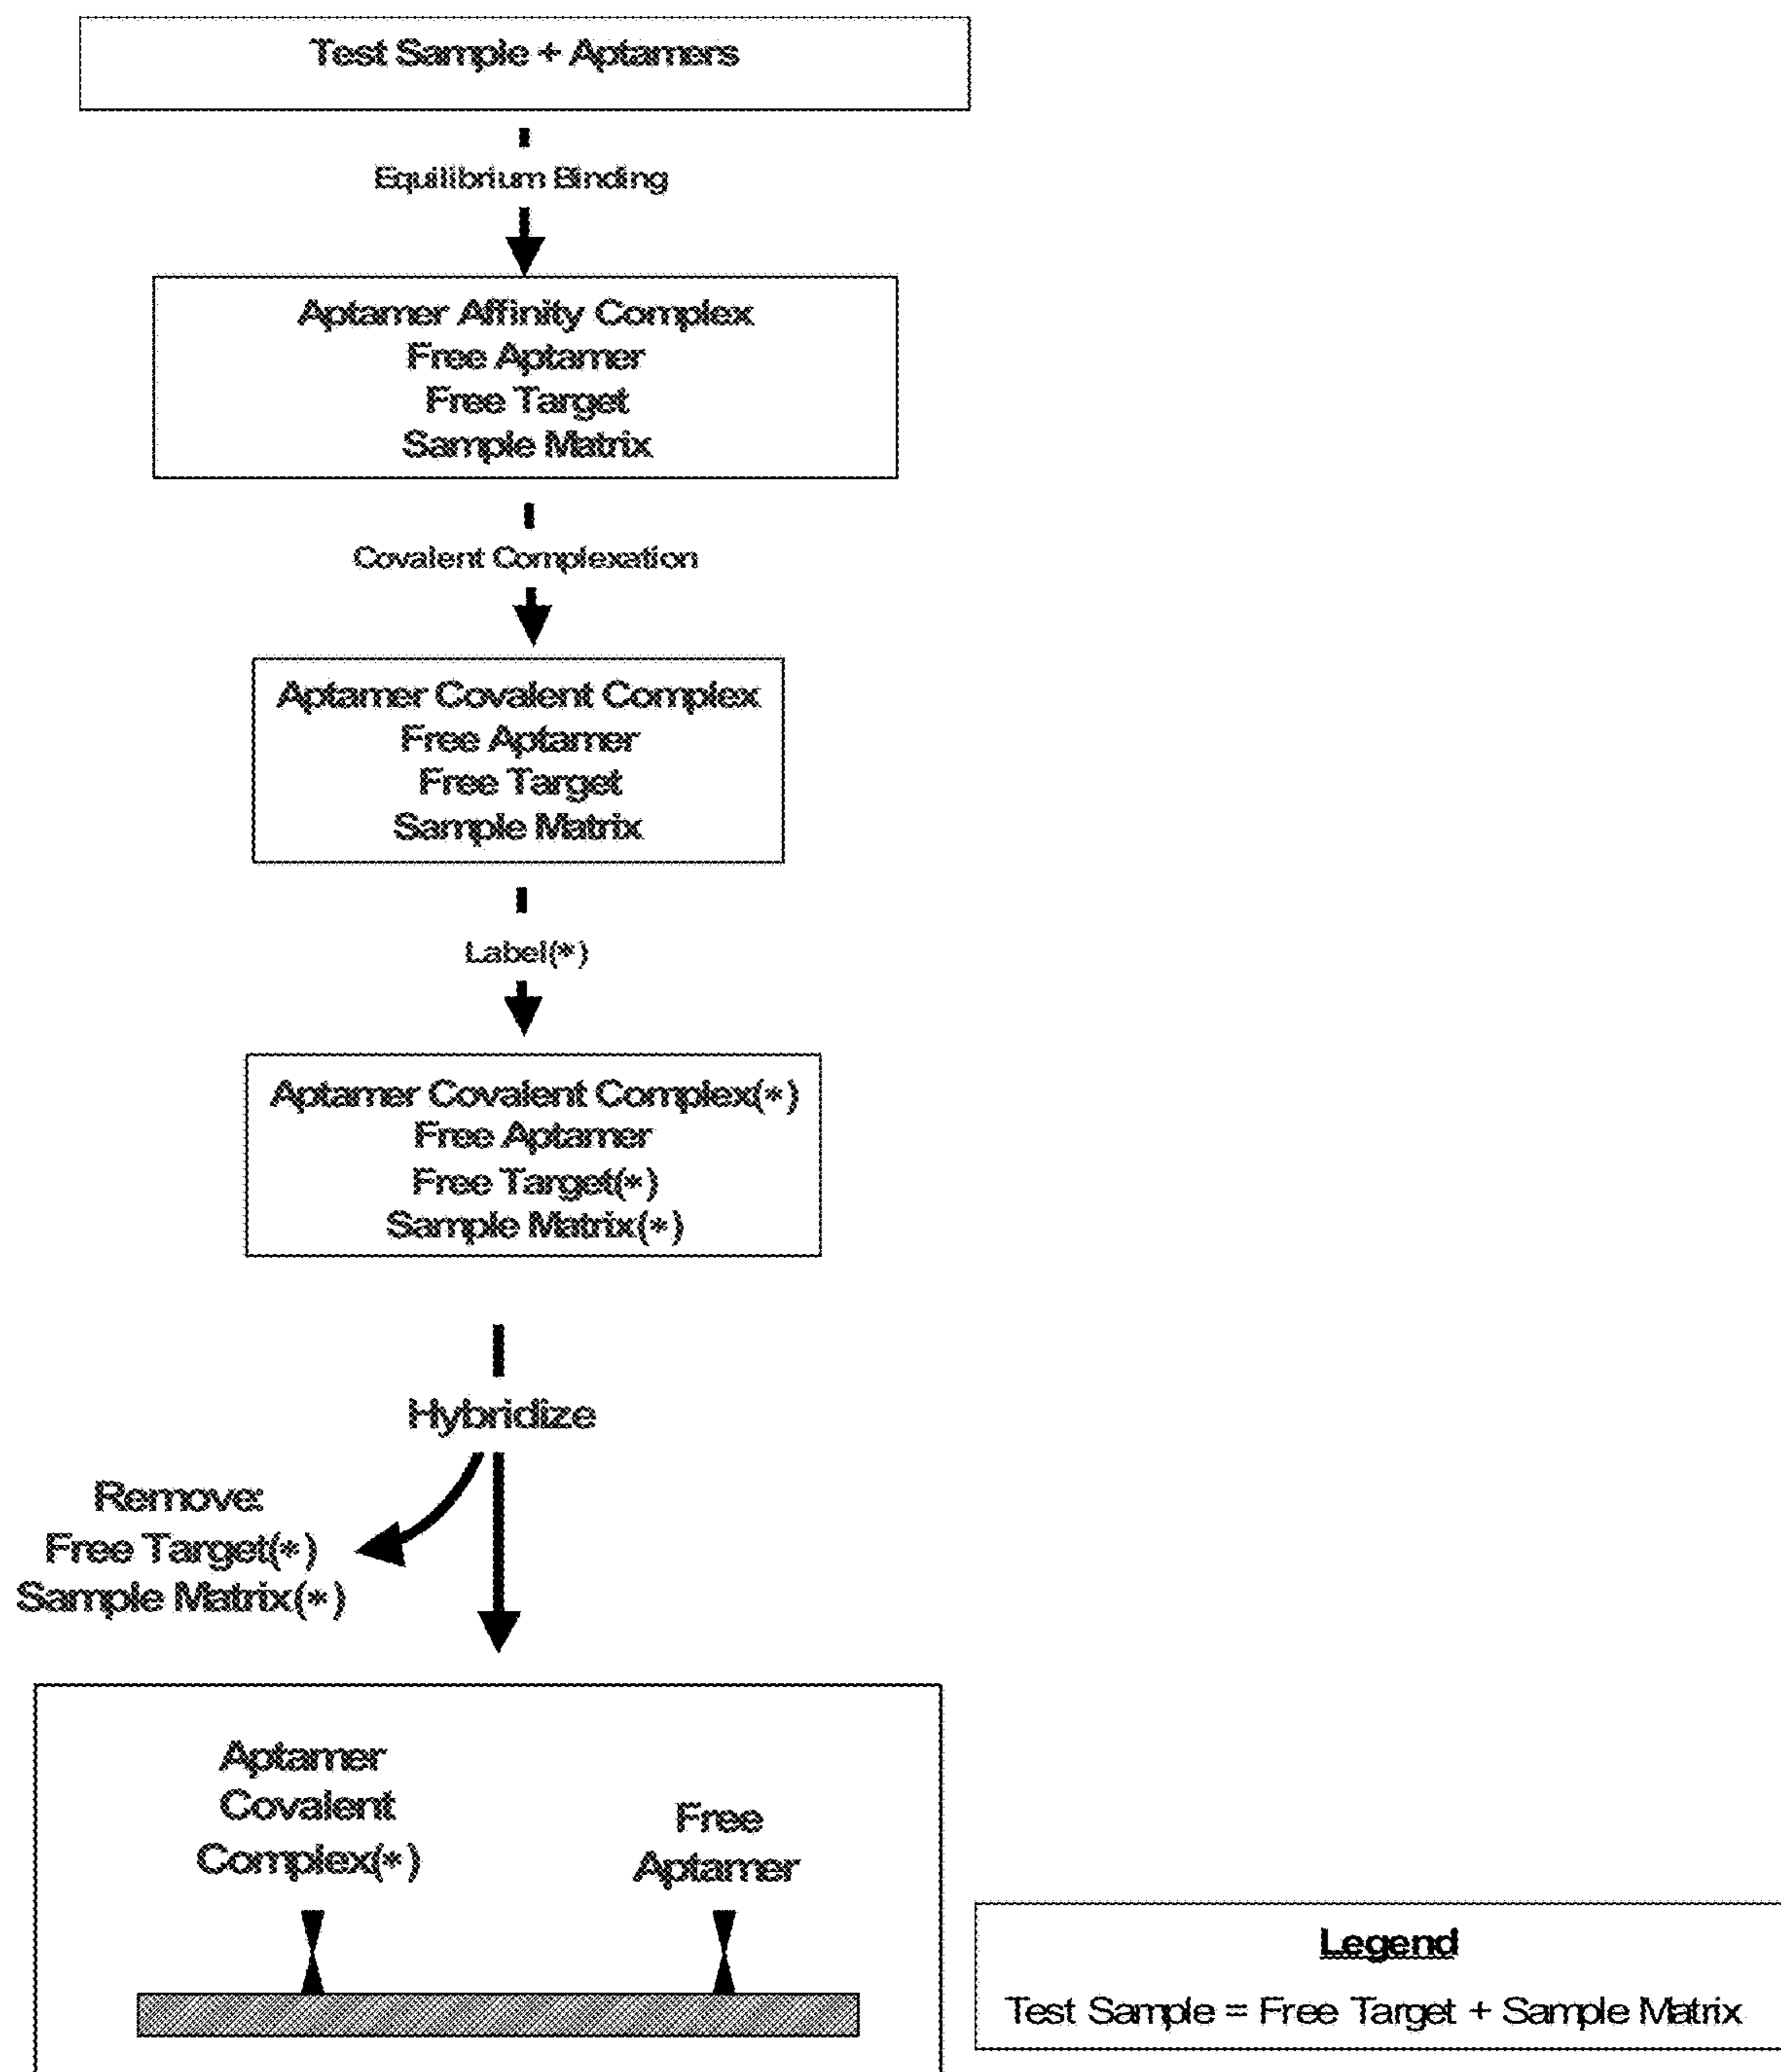 Test Sample + Aptamers
Equilibrium Binding
Aptamer Affinity Complex
Free Aptamer
Free Target
Sample Matrix
Covalent Complexation
Aptamer Covalent Complex
Free Aptamer
Free Target
Sample Matrix
Label(*)
Aptamer Covalent Complex(*)
Free Aptamer
Free Target(*)
Sample Matrix(*)
Hybridize
Remove:
Free Target(*)
Sample Matrix(*)
Aptamer
Covalent
Complex(*)
Free
Aptamer
Legend
Test Sample = Free Target + Sample Matrix